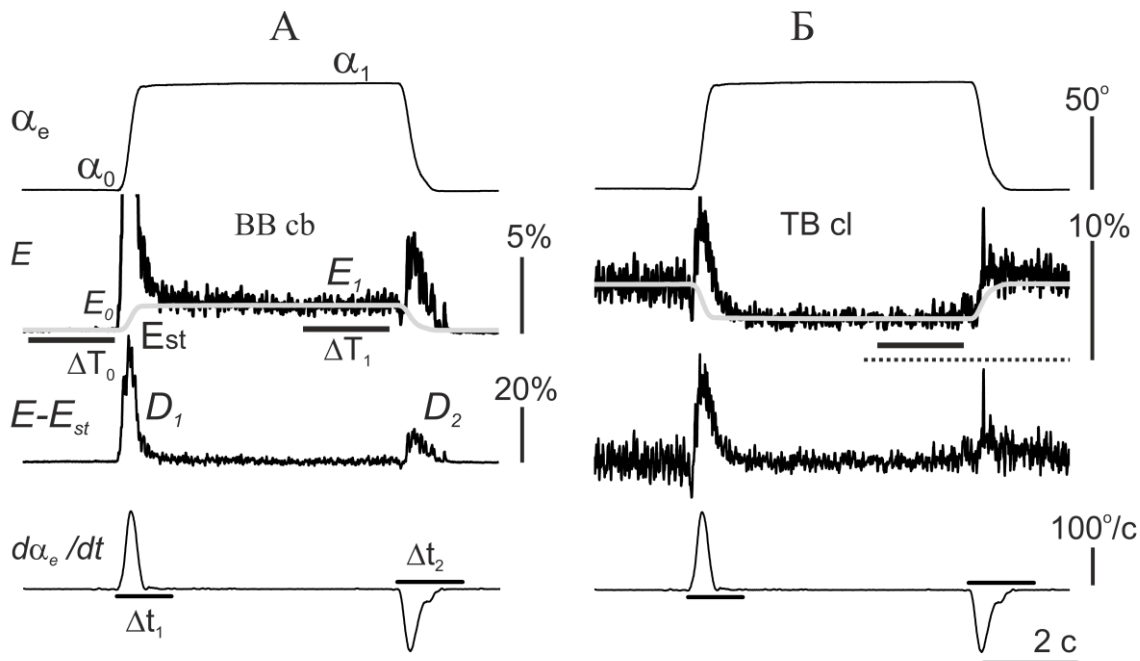 А Б
αe α0 α1 50°
E E0 BB cb E1 5% TB cl 10%
Est
ΔT0 ΔT1
E-Est D1 D2 20%
dαe /dt Δt2 100°/c
Δt1
2 c